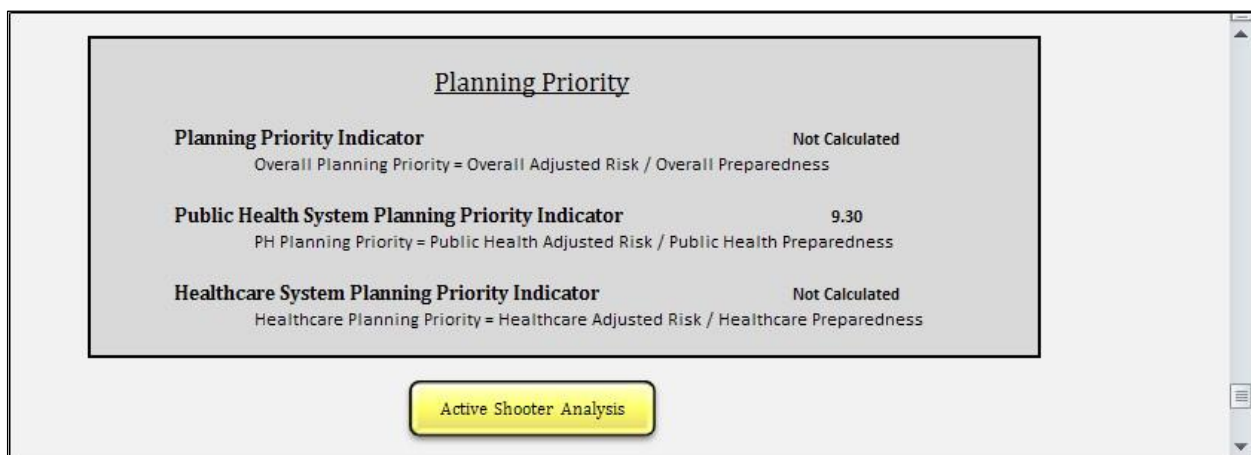 Planning Priority
Planning Priority Indicator Not Calculated
Overall Planning Priority = Overall Adjusted Risk / Overall Preparedness
Public Health System Planning Priority Indicator 9.30
PH Planning Priority = Public Health Adjusted Risk / Public Health Preparedness
Healthcare System Planning Priority Indicator Not Calculated
Healthcare Planning Priority = Healthcare Adjusted Risk / Healthcare Preparedness
Active Shooter Analysis